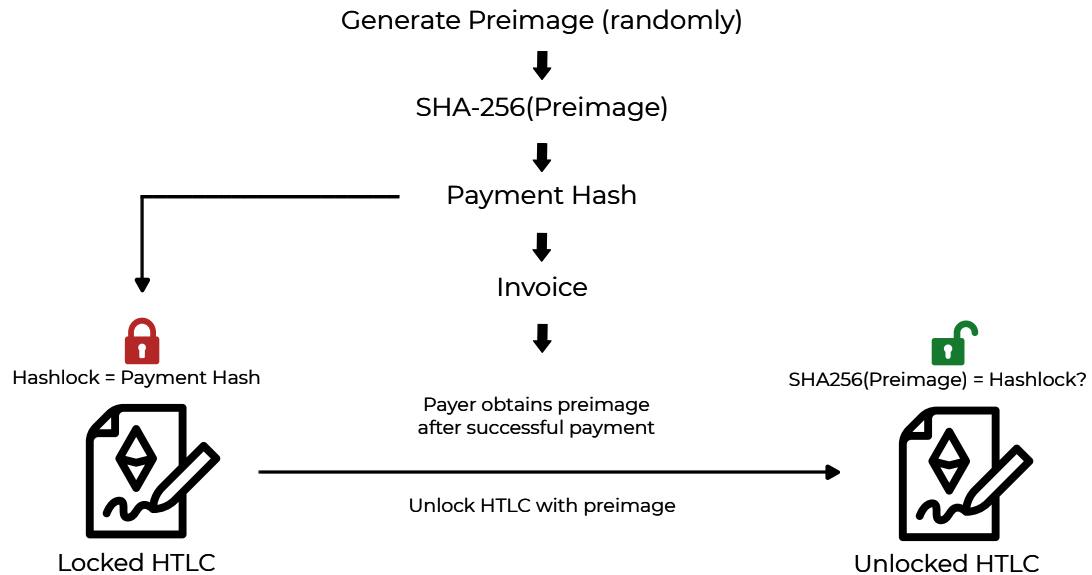 Generate Preimage (randomly)
SHA-256(Preimage)
Payment Hash
Invoice
Hashlock = Payment Hash
SHA256(Preimage) = Hashlock?
Payer obtains preimage
after successful payment
Unlock HTLC with preimage
Locked HTLC
Unlocked HTLC